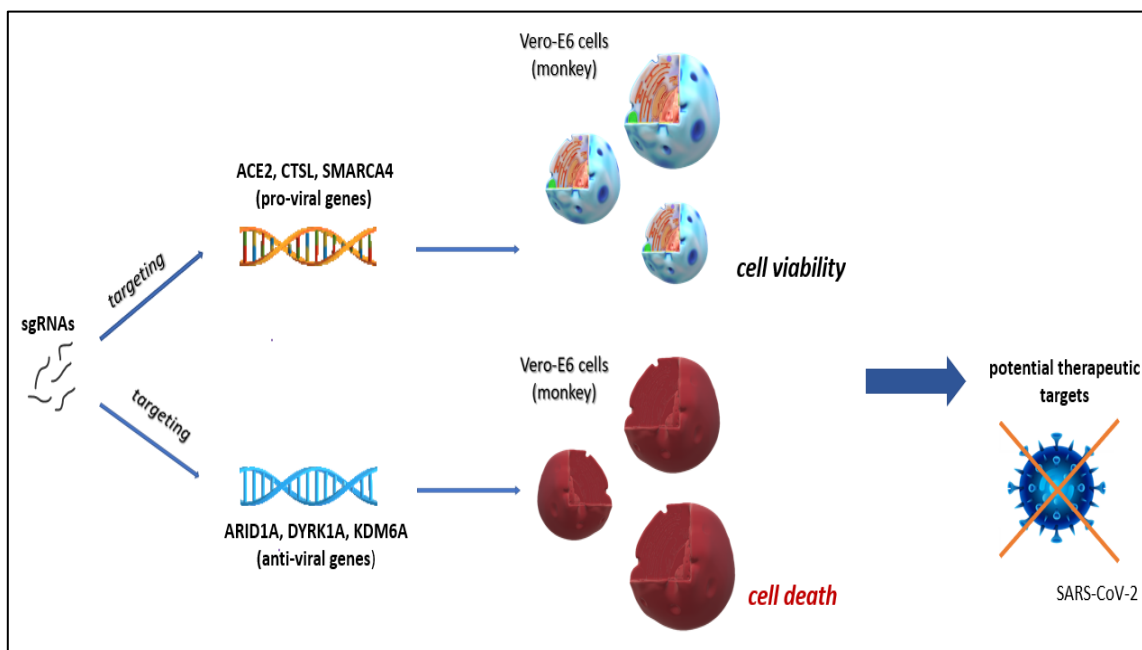 Vero-E6 cells
(monkey)
ACE2, CTSL, SMARCA4
(pro-viral genes)
targeting
cell viability
sgRNAs
Vero-E6 cells
(monkey)
potential therapeutic
targets
targeting
ARID1A, DYRK1A, KDM6A
(anti-viral genes)
cell death
SARS-CoV-2